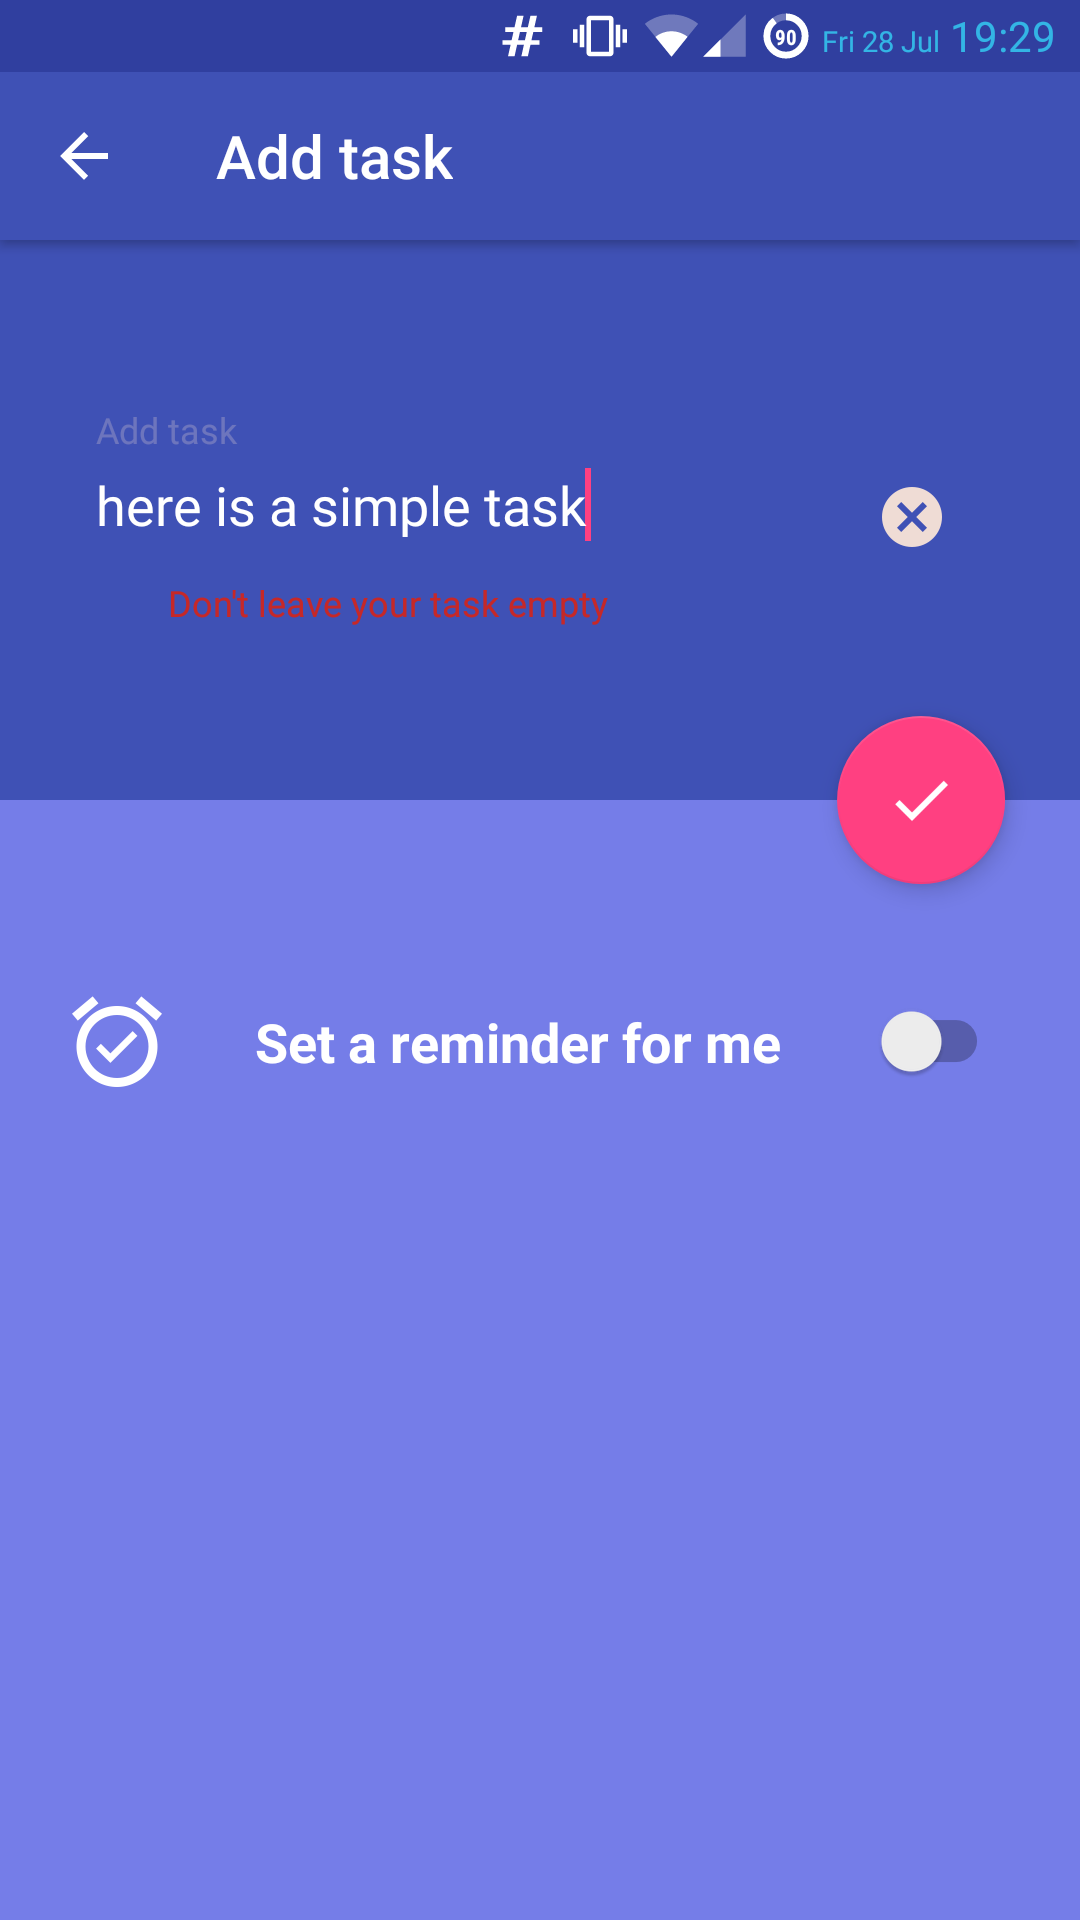 # 90 Fri 28 Jul 19:29
Add task
Add task
here is a simple task
Don't leave your task empty
Set a reminder for me